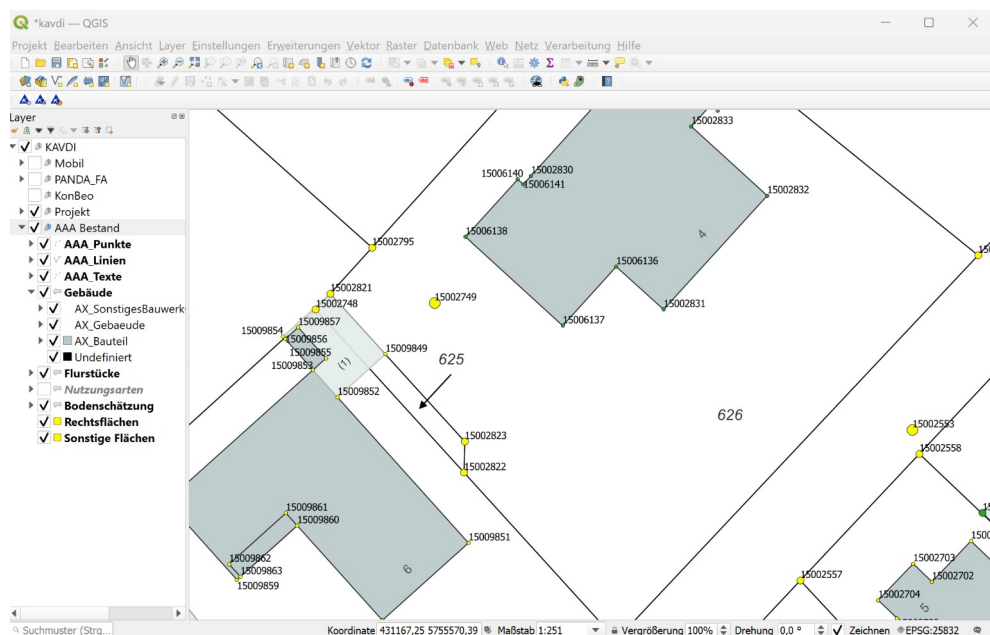 *kavdi — QGIS
Projekt Bearbeiten Ansicht Layer Einstellungen Erweiterungen Vektor Raster Datenbank Web Netz Verarbeitung Hilfe
Layer
KAVDI
Mobil
PANDA_FA
KonBeo
Projekt
AAA Bestand
AAA_Punkte
AAA_Linien
AAA_Texte
Gebäude
AX_SonstigesBauwerk
AX_Gebaeude
AX_Bauteil
Undefiniert
Flurstücke
Nutzungsarten
Bodenschätzung
Rechtsflächen
Sonstige Flächen
15002833
15006140
15002830
15006141
15002832
15006138
4
15002795
15006136
15002821
15002749
15002748
15002831
15009857
15006137
15009854
15009856
15009855
15009849
15009853
(1)
625
15009852
626
15002823
15002553
15002558
15002822
15009861
15009860
15009851
15009862
15009863
15009859
6
15002703
15002557
15002702
15002704
5
Suchmuster (Strg...
Koordinate 431167,25 5755570,39
Maßstab 1:251
Vergrößerung 100%
Drehung 0,0 °
Zeichnen
EPSG:25832